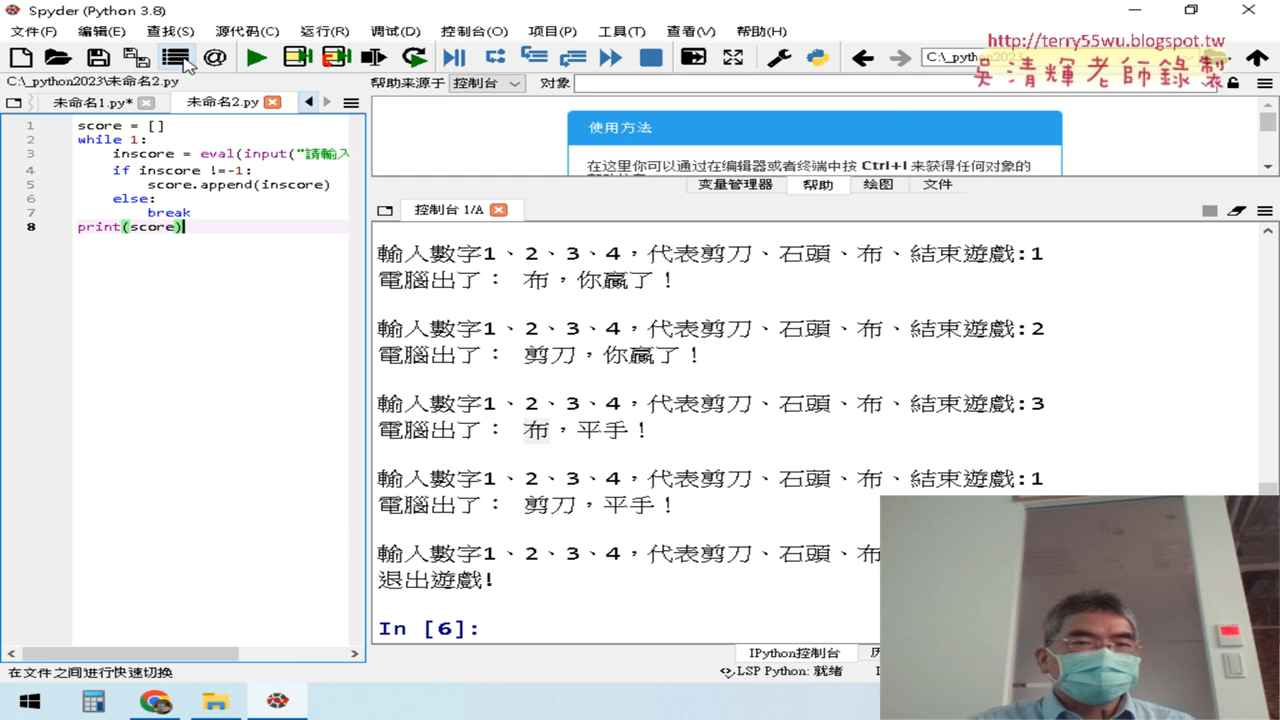 Spyder (Python 3.8)
文件(F) 编辑(E) 查找(S) 源代码(C) 运行(R) 调试(D) 控制台(O) 项目(P) 工具(T) 查看(V) 帮助(H)
http://terry55wu.blogspot.tw
吳清輝老師錄製
C:\_python2023\未命名2.py
帮助来源于 控制台 对象
未命名1.py* 未命名2.py
1 score = []
2 while 1:
3 inscore = eval(input("請輸入
4 if inscore !=-1:
5 score.append(inscore)
6 else:
7 break
8 print(score)
使用方法
在这里你可以通过在编辑器或者终端中按 Ctrl+I 来获得任何对象的
变量管理器 帮助 绘图 文件
控制台 1/A
輸入數字1、2、3、4，代表剪刀、石頭、布、結束遊戲:1
電腦出了： 布，你贏了！
輸入數字1、2、3、4，代表剪刀、石頭、布、結束遊戲:2
電腦出了： 剪刀，你贏了！
輸入數字1、2、3、4，代表剪刀、石頭、布、結束遊戲:3
電腦出了： 布，平手！
輸入數字1、2、3、4，代表剪刀、石頭、布、結束遊戲:1
電腦出了： 剪刀，平手！
輸入數字1、2、3、4，代表剪刀、石頭、布
退出遊戲!
In [6]:
IPython控制台
在文件之间进行快速切换
LSP Python: 就绪